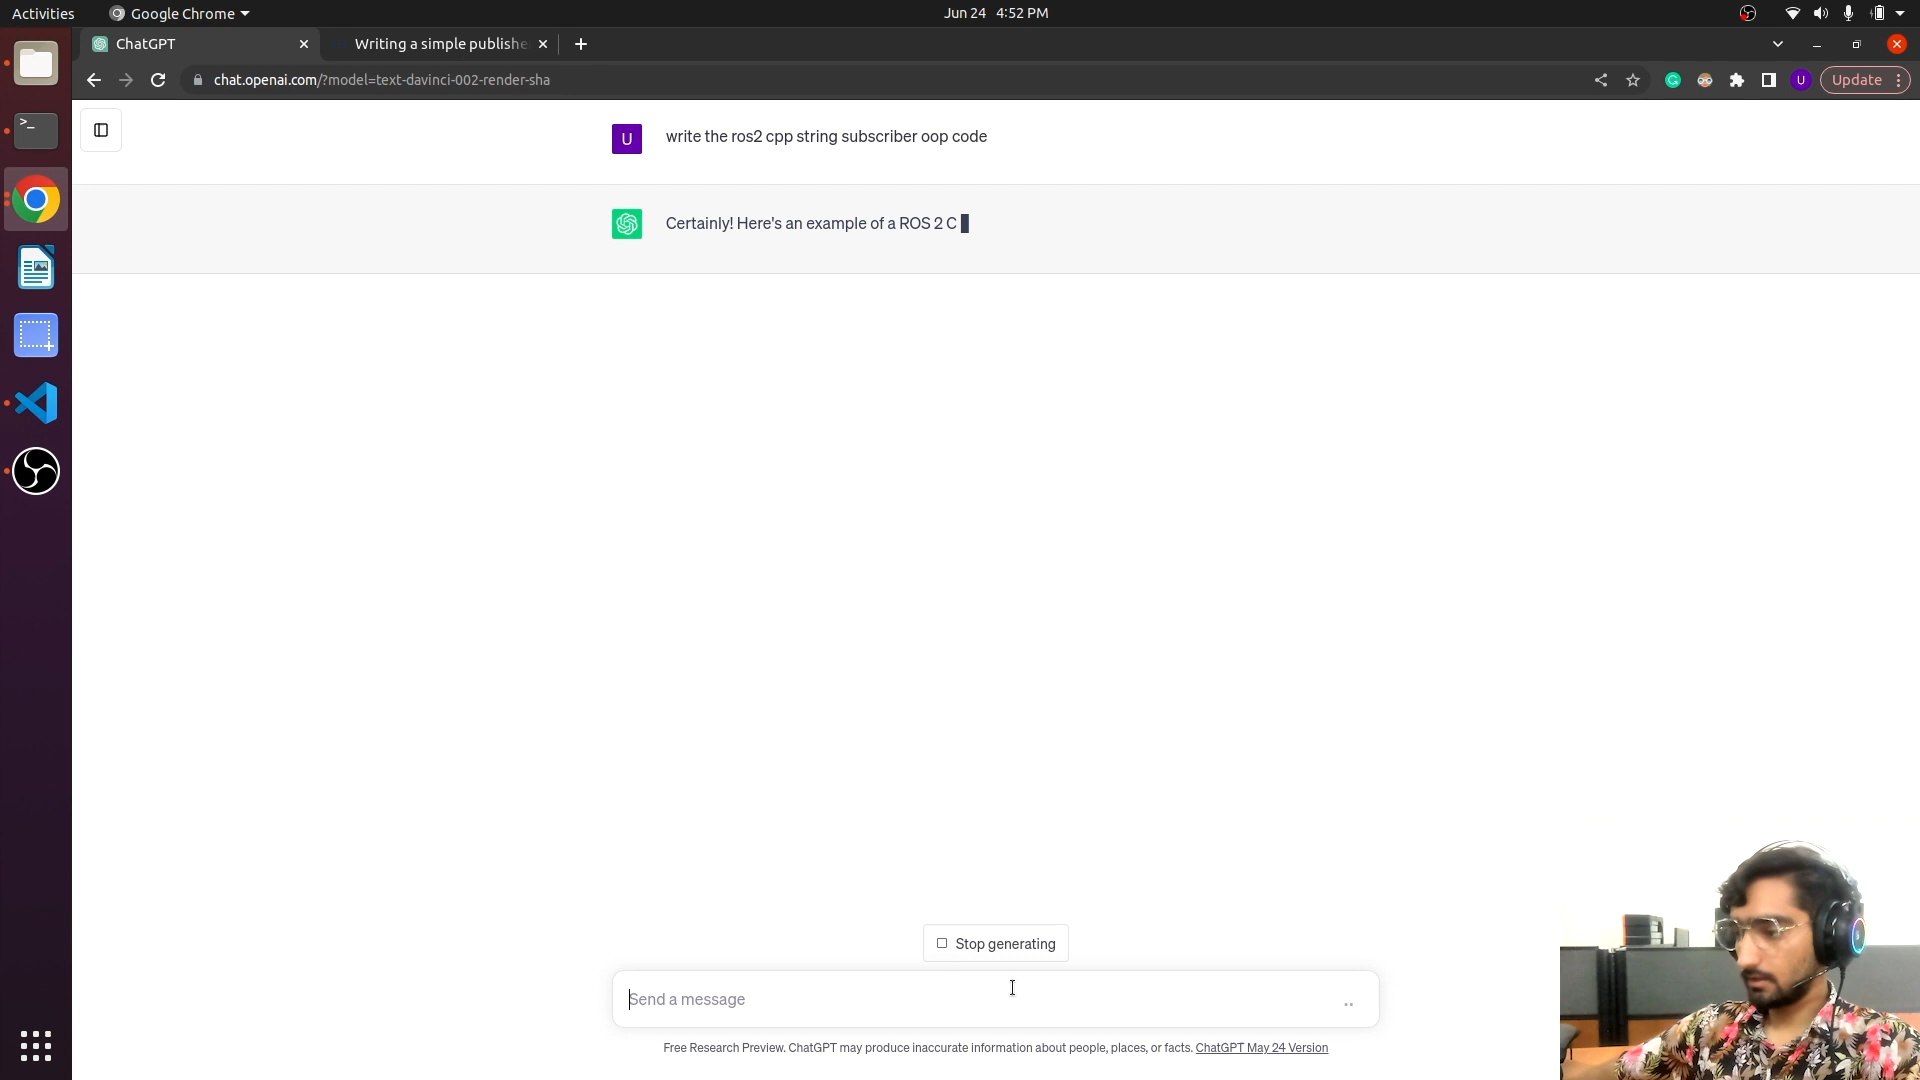 Activities
Google Chrome
Jun 24 4:52 PM
ChatGPT
Writing a simple publishe
chat.openai.com/?model=text-davinci-002-render-sha
U
Update
U
write the ros2 cpp string subscriber oop code
Certainly! Here's an example of a ROS 2 C
Stop generating
Send a message
Free Research Preview. ChatGPT may produce inaccurate information about people, places, or facts. ChatGPT May 24 Version